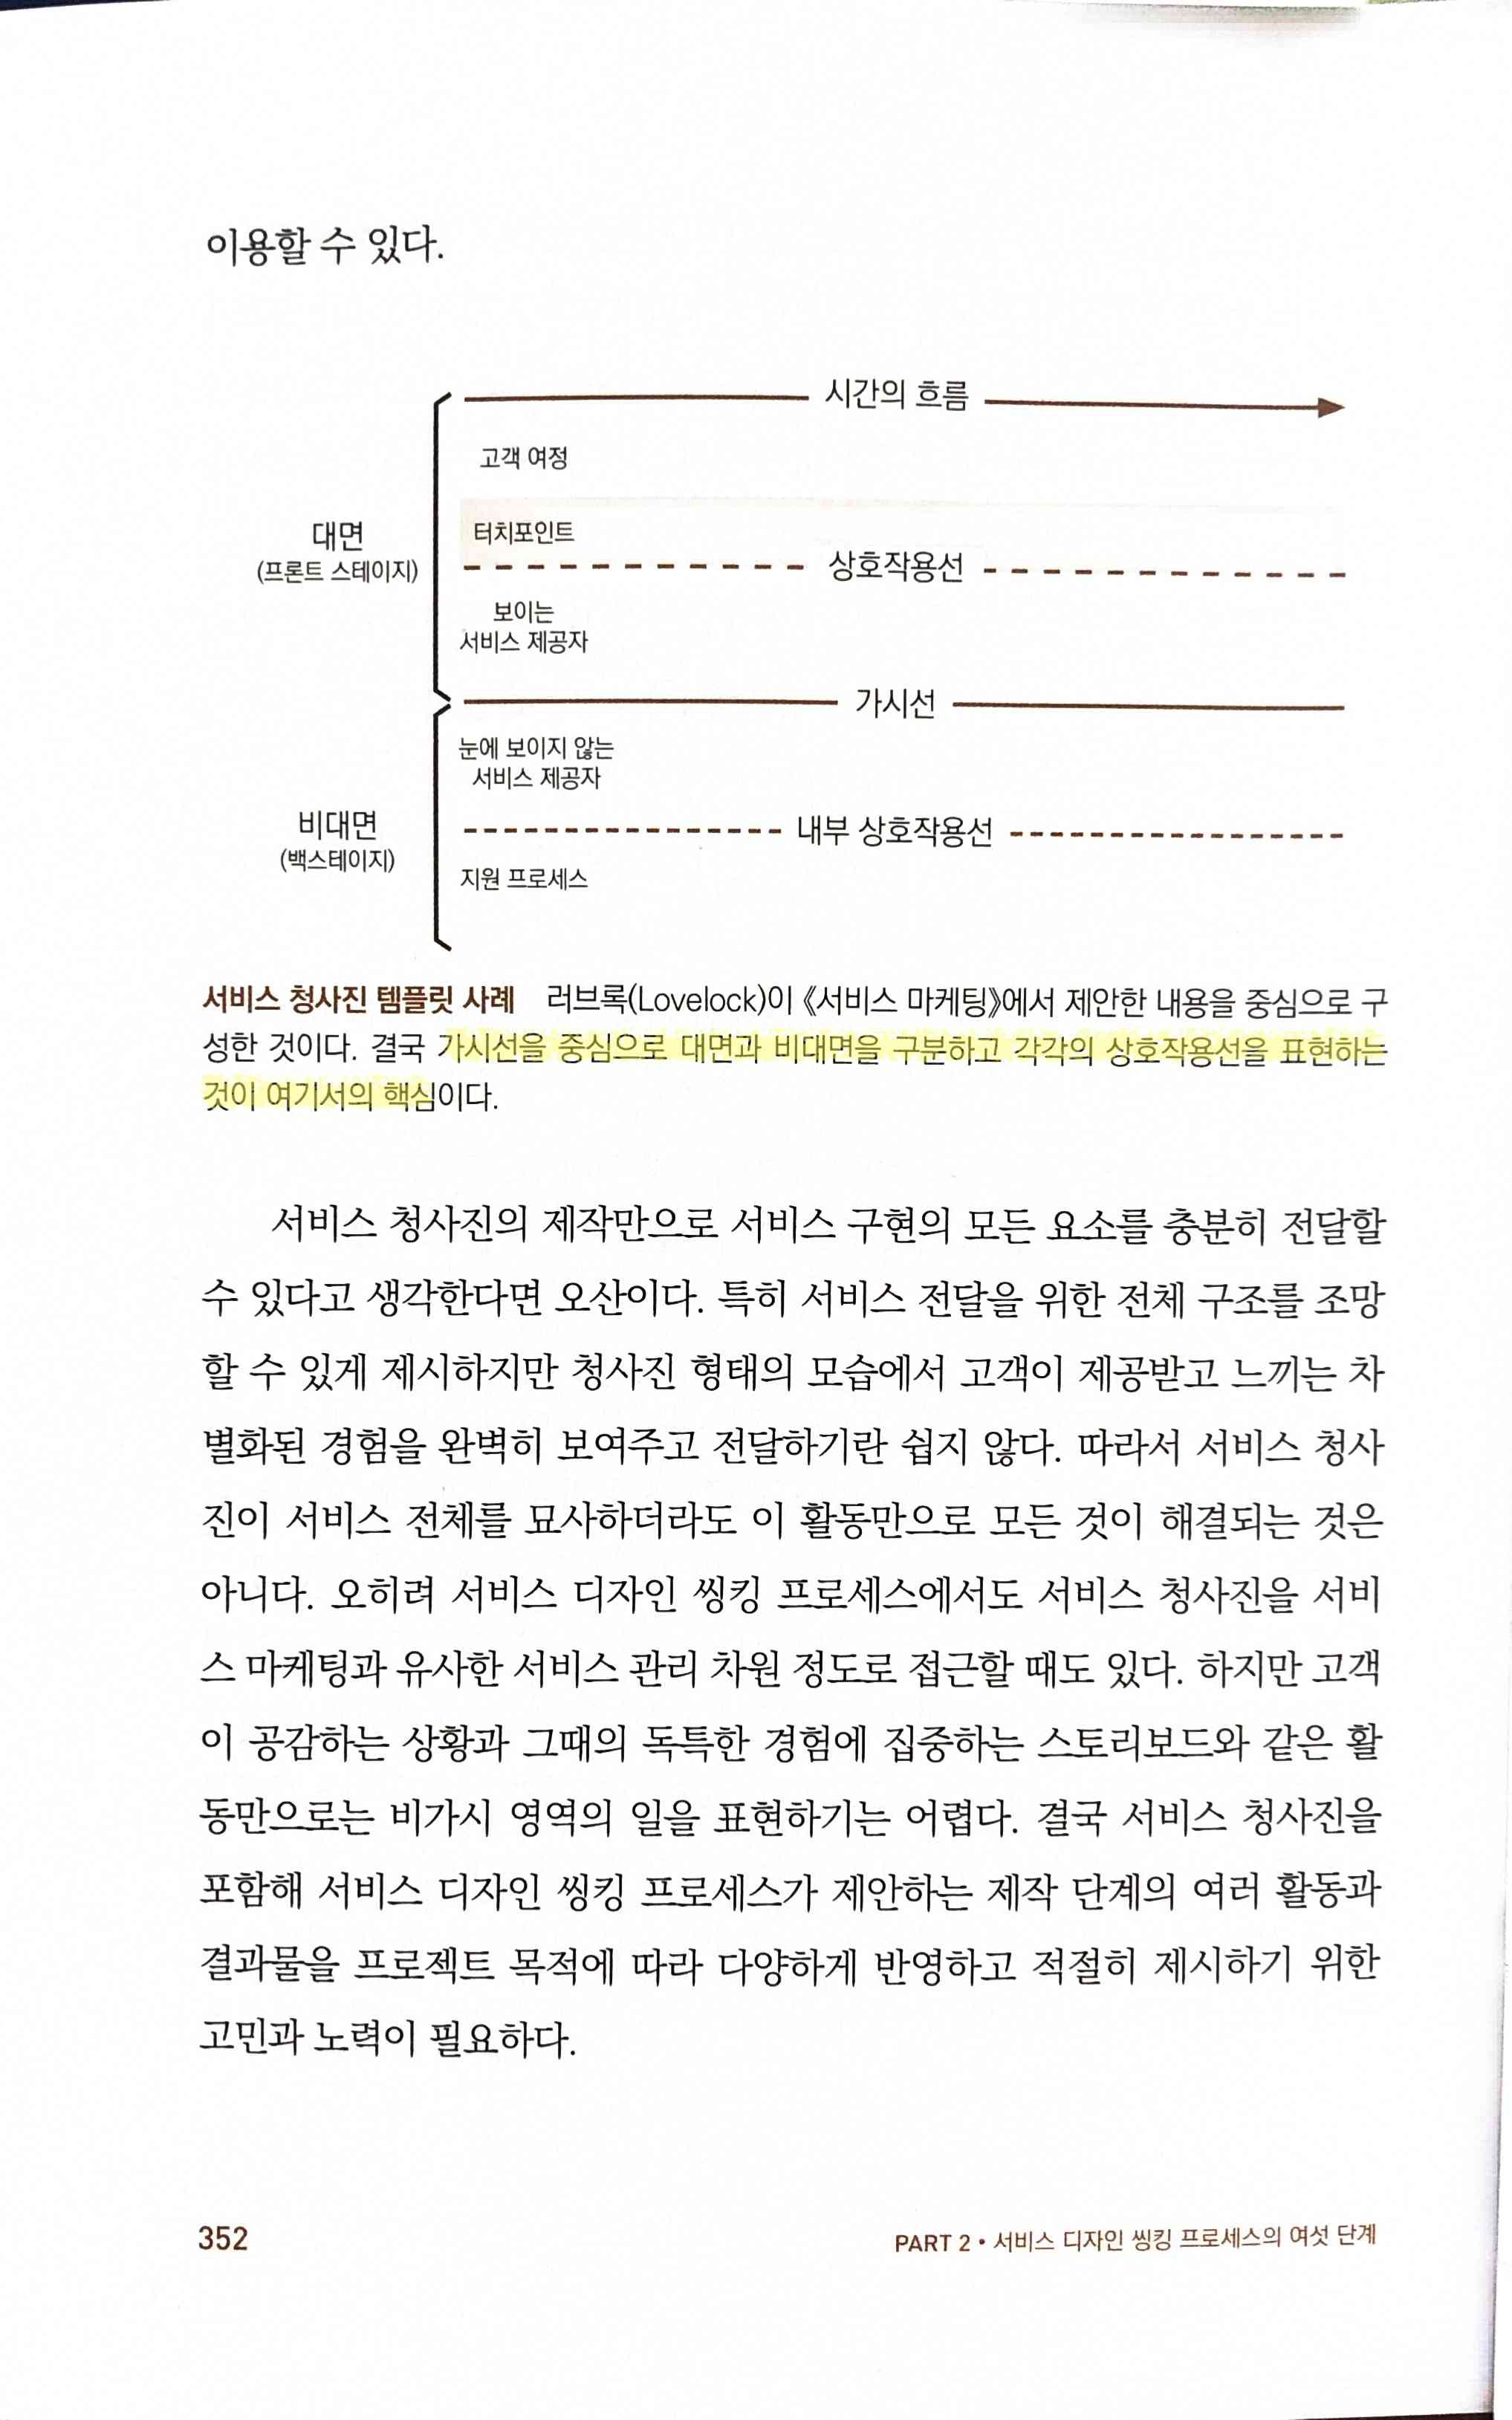 이용할 수 있다.
시간의 흐름
고객 여정
대면
(프론트 스테이지)
터치포인트
상호작용선
보이는
서비스 제공자
가시선
눈에 보이지 않는
서비스 제공자
비대면
(백스테이지)
내부 상호작용선
지원 프로세스
서비스 청사진 템플릿 사례 러브록(Lovelock)이 《서비스 마케팅》에서 제안한 내용을 중심으로 구
성한 것이다. 결국 가시선을 중심으로 대면과 비대면을 구분하고 각각의 상호작용선을 표현하는
것이 여기서의 핵심이다.
서비스 청사진의 제작만으로 서비스 구현의 모든 요소를 충분히 전달할
수 있다고 생각한다면 오산이다. 특히 서비스 전달을 위한 전체 구조를 조망
할 수 있게 제시하지만 청사진 형태의 모습에서 고객이 제공받고 느끼는 차
별화된 경험을 완벽히 보여주고 전달하기란 쉽지 않다. 따라서 서비스 청사
진이 서비스 전체를 묘사하더라도 이 활동만으로 모든 것이 해결되는 것은
아니다. 오히려 서비스 디자인 씽킹 프로세스에서도 서비스 청사진을 서비
스 마케팅과 유사한 서비스 관리 차원 정도로 접근할 때도 있다. 하지만 고객
이 공감하는 상황과 그때의 독특한 경험에 집중하는 스토리보드와 같은 활
동만으로는 비가시 영역의 일을 표현하기는 어렵다. 결국 서비스 청사진을
포함해 서비스 디자인 씽킹 프로세스가 제안하는 제작 단계의 여러 활동과
결과물을 프로젝트 목적에 따라 다양하게 반영하고 적절히 제시하기 위한
고민과 노력이 필요하다.
352
PART 2 • 서비스 디자인 씽킹 프로세스의 여섯 단계